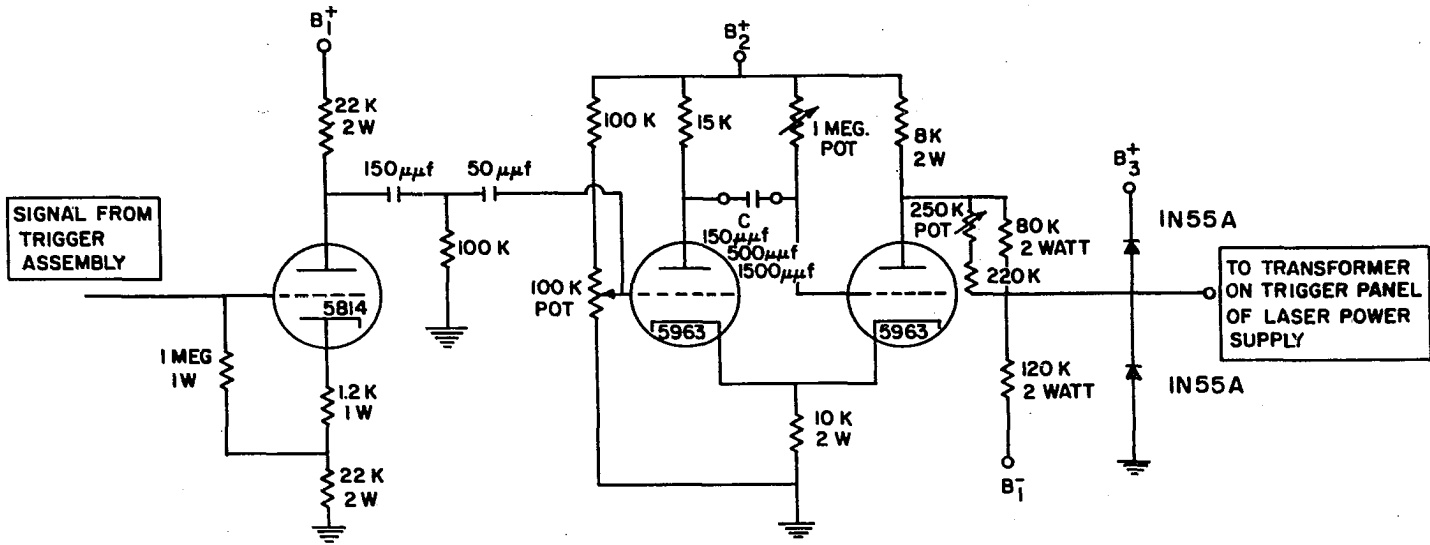 B1+
B2+
22 K
2 W
100 K
15 K
1 MEG.
POT
8K
2 W
B3+
150 μμf
50 μμf
SIGNAL FROM
TRIGGER
ASSEMBLY
100 K
C
150 μμf
500 μμf
1500 μμf
250 K
POT
80 K
2 WATT
220 K
IN55A
TO TRANSFORMER
ON TRIGGER PANEL
OF LASER POWER
SUPPLY
5814
100 K
POT
5963
5963
1 MEG
1 W
1.2 K
1 W
10 K
2 W
120 K
2 WATT
IN55A
22 K
2 W
B1-